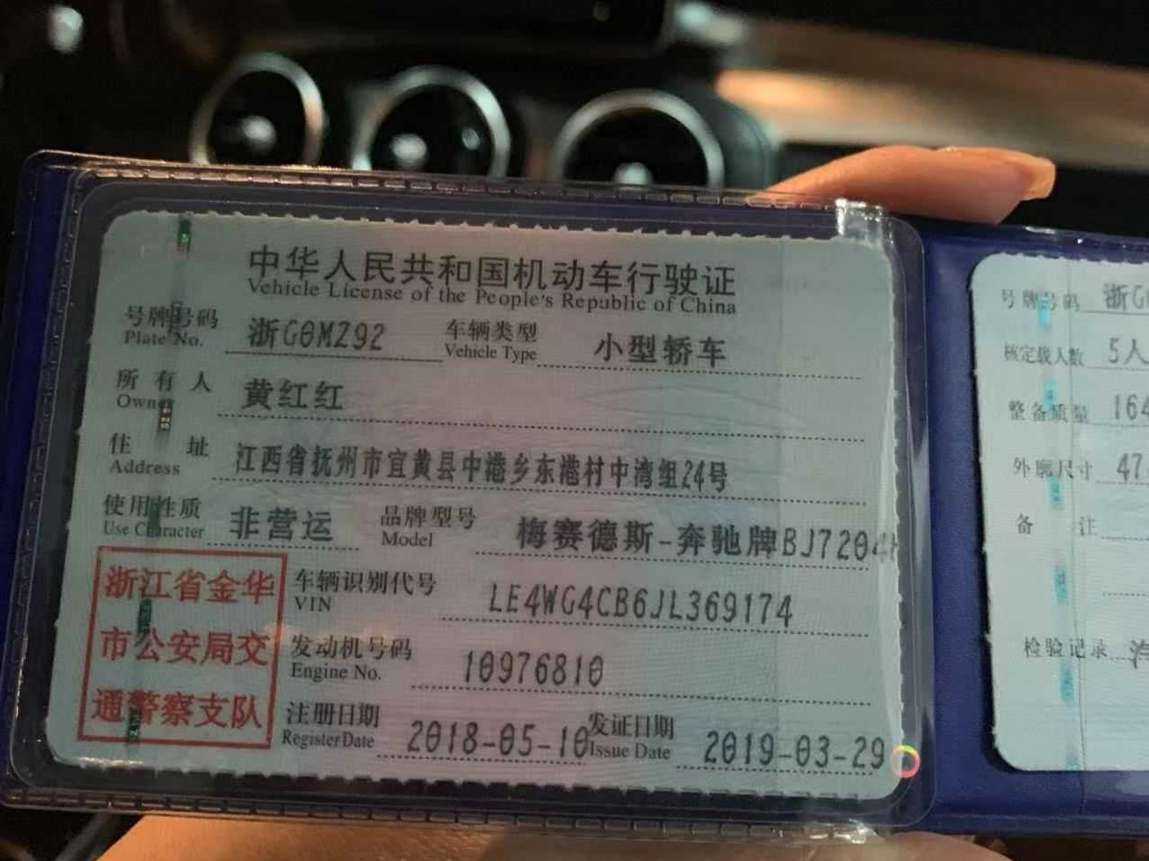 中华人民共和国机动车行驶证
Vehicle License of the People's Republic of China
号牌号码 浙G0MZ92 车辆类型 小型轿车
Plate No. Vehicle Type
所有人 黄红红
Owner
住址 江西省抚州市宜黄县中港乡东港村中湾组24号
Address
使用性质 非营运 品牌型号 梅赛德斯-奔驰牌BJ7204H
Use Character Model
浙江省金华
市公安局交
通警察支队
车辆识别代号 LE4WG4CB6JL369174
VIN
发动机号码 10976810
Engine No.
注册日期 2018-05-10 发证日期 2019-03-29
Register Date Issue Date
号牌号码 浙G
核定载人数 5人
整备质量 164
外廓尺寸 47
备注
检验记录